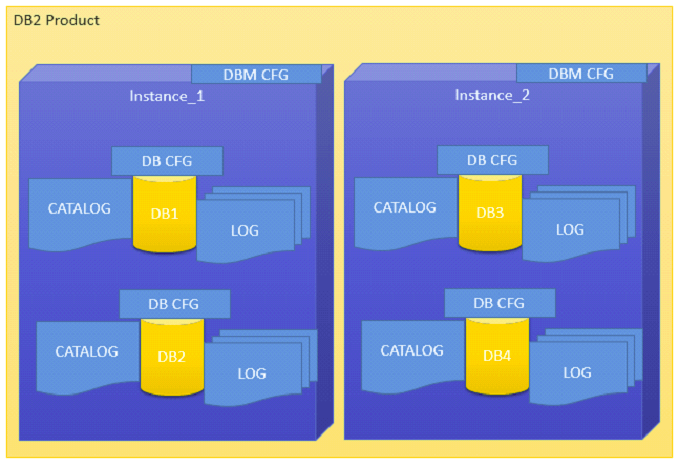 DB2 Product
DBM CFG
Instance_1
DB CFG
CATALOG
DB1
LOG
DB CFG
CATALOG
DB2
LOG
DBM CFG
Instance_2
DB CFG
CATALOG
DB3
LOG
DB CFG
CATALOG
DB4
LOG